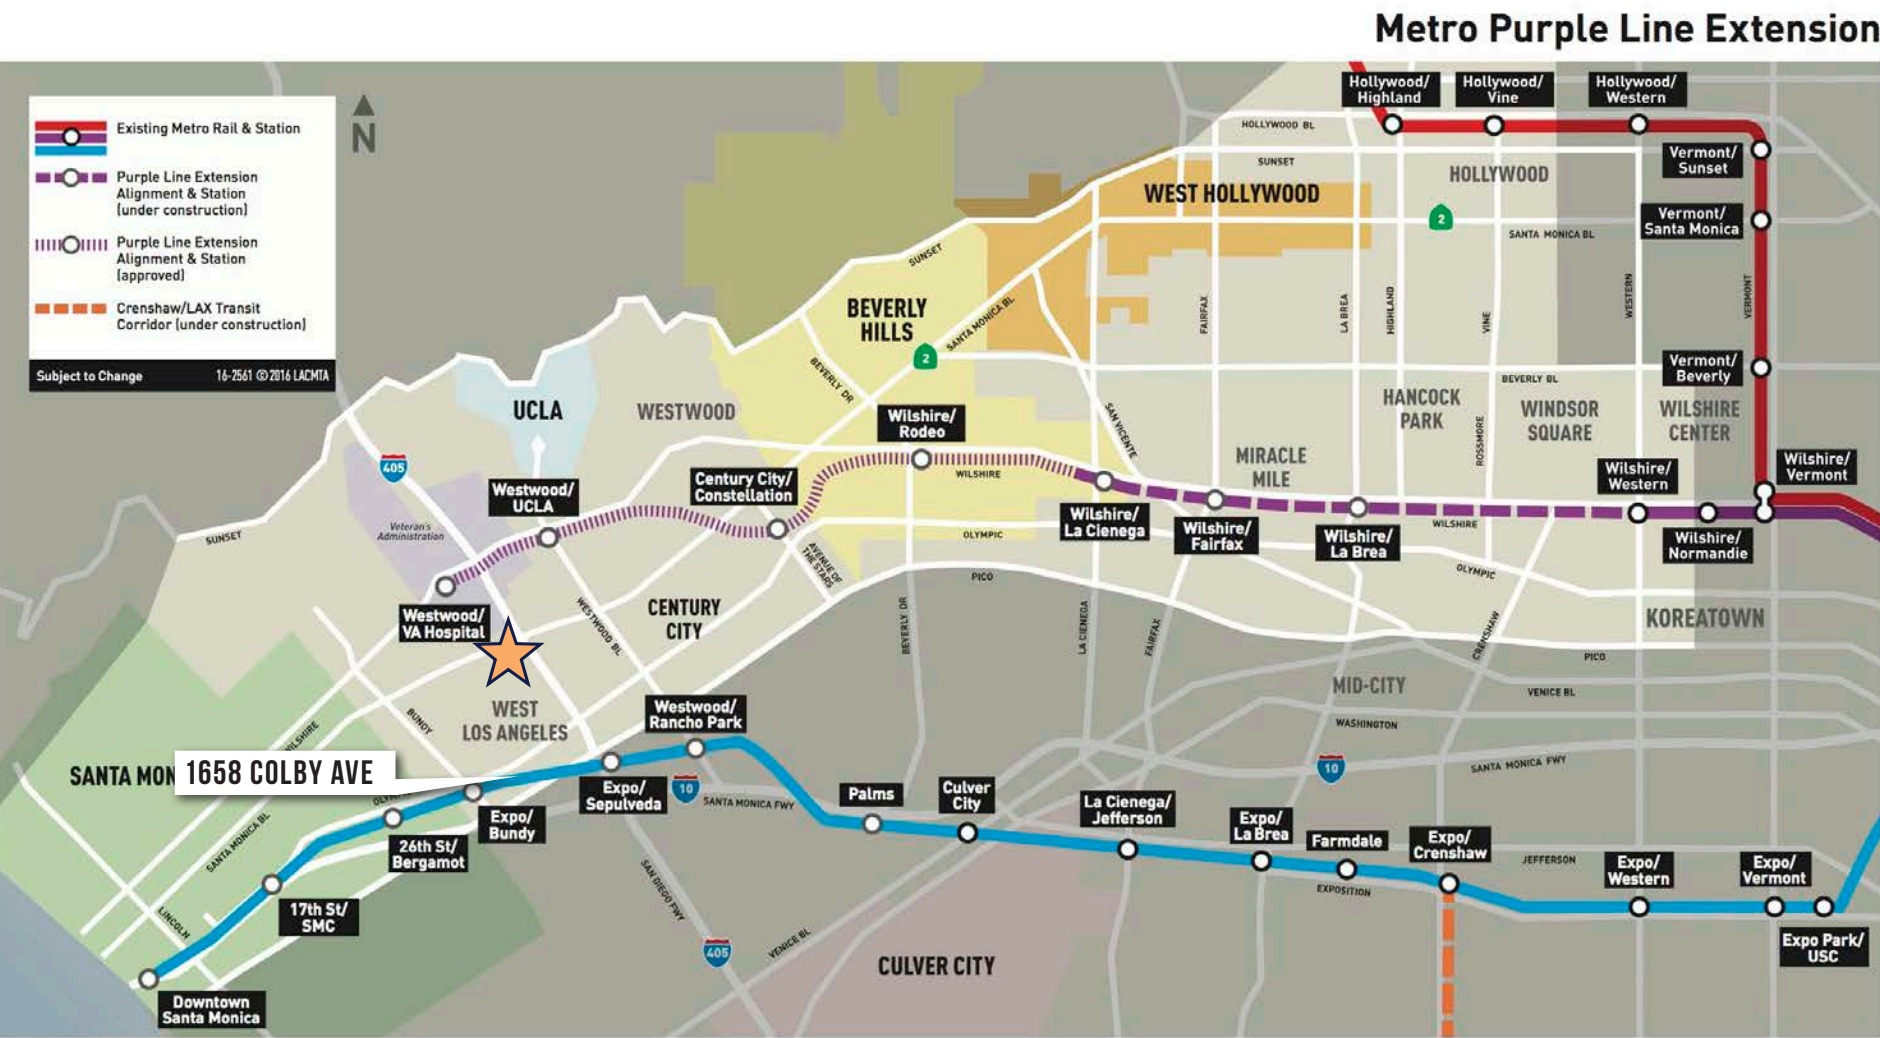 Metro Purple Line Extension
Existing Metro Rail & Station
Purple Line Extension
Alignment & Station
(under construction)
Purple Line Extension
Alignment & Station
(approved)
Crenshaw/LAX Transit
Corridor (under construction)
Subject to Change
16-2561 ©2016 LACMTA
N
Hollywood/
Highland
Hollywood/
Vine
Hollywood/
Western
HOLLYWOOD BL
SUNSET
Vermont/
Sunset
HOLLYWOOD
WEST HOLLYWOOD
2
Vermont/
Santa Monica
SANTA MONICA BL
SUNSET
BEVERLY
HILLS
SANTA MONICA BL
2
FAIRFAX
LA BREA
HIGHLAND
VINE
WESTERN
VERMONT
BEVERLY DR
Vermont/
Beverly
BEVERLY BL
UCLA
WESTWOOD
Wilshire/
Rodeo
SAN VICENTE
HANCOCK
PARK
ROSSMORE
WINDSOR
SQUARE
WILSHIRE
CENTER
405
Westwood/
UCLA
Century City/
Constellation
WILSHIRE
MIRACLE
MILE
Wilshire/
Western
Wilshire/
Vermont
Veteran's
Administration
SUNSET
Wilshire/
La Cienega
Wilshire/
Fairfax
Wilshire/
La Brea
WILSHIRE
Wilshire/
Normandie
OLYMPIC
AVENUE OF
THE STARS
PICO
OLYMPIC
Westwood/
VA Hospital
WESTWOOD BL
CENTURY
CITY
BEVERLY DR
LA CIENEGA
FAIRFAX
CRENSHAW
KOREATOWN
PICO
MID-CITY
VENICE BL
WASHINGTON
BUNDY
WEST
LOS ANGELES
Westwood/
Rancho Park
WILSHIRE
SANTA MON
1658 COLBY AVE
Expo/
Sepulveda
10
SANTA MONICA FWY
10
SANTA MONICA FWY
Palms
Culver
City
La Cienega/
Jefferson
Expo/
La Brea
Farmdale
Expo/
Crenshaw
JEFFERSON
EXPOSITION
Expo/
Western
Expo/
Vermont
Expo/
Bundy
26th St/
Bergamot
SANTA MONICA BL
SAN DIEGO FWY
17th St/
SMC
LINCOLN
405
VENICE BL
CULVER CITY
Expo Park/
USC
Downtown
Santa Monica